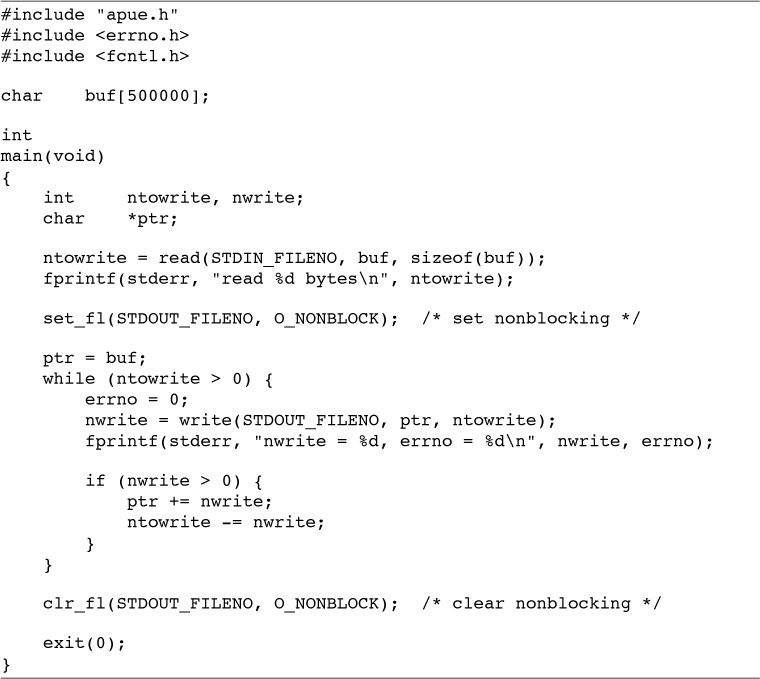 #include "apue.h"
#include <errno.h>
#include <fcntl.h>
char    buf[500000];
int
main(void)
{
    int     ntowrite, nwrite;
    char    *ptr;
    ntowrite = read(STDIN_FILENO, buf, sizeof(buf));
    fprintf(stderr, "read %d bytes\n", ntowrite);
    set_fl(STDOUT_FILENO, O_NONBLOCK);  /* set nonblocking */
    ptr = buf;
    while (ntowrite > 0) {
        errno = 0;
        nwrite = write(STDOUT_FILENO, ptr, ntowrite);
        fprintf(stderr, "nwrite = %d, errno = %d\n", nwrite, errno);
        if (nwrite > 0) {
            ptr += nwrite;
            ntowrite -= nwrite;
        }
    }
    clr_fl(STDOUT_FILENO, O_NONBLOCK);  /* clear nonblocking */
    exit(0);
}